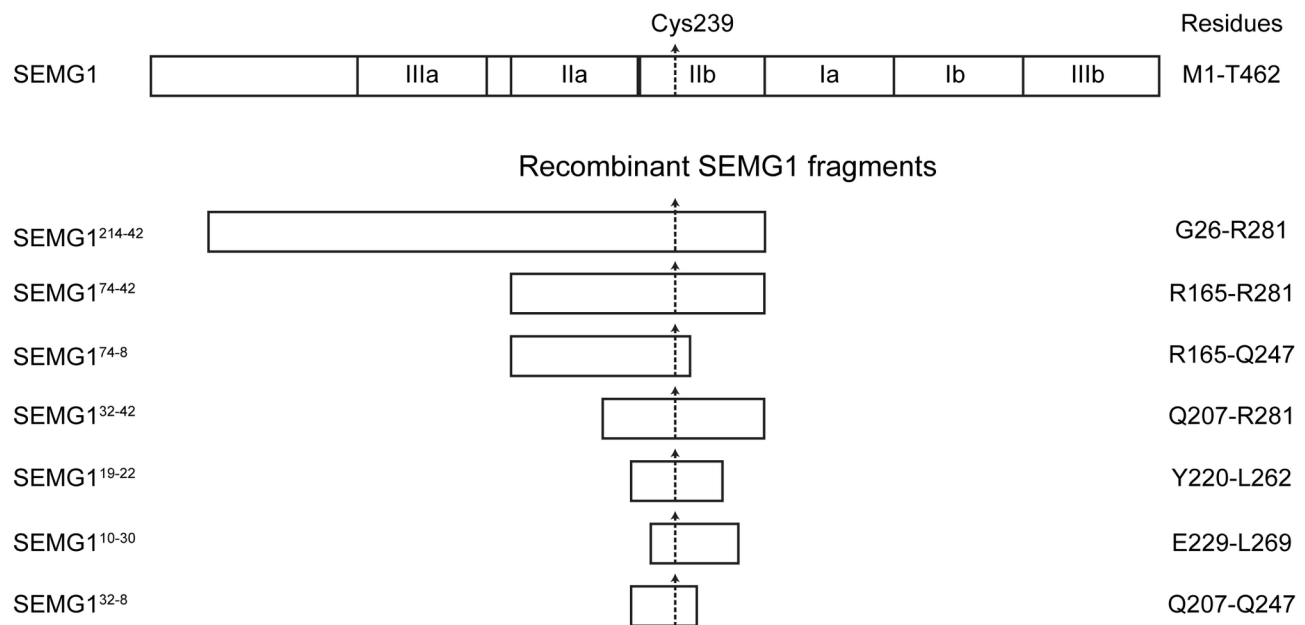 Cys239 Residues
SEMG1 IIIa IIa IIb Ia Ib IIIb M1-T462
Recombinant SEMG1 fragments
SEMG1214-42 G26-R281
SEMG174-42 R165-R281
SEMG174-8 R165-Q247
SEMG132-42 Q207-R281
SEMG119-22 Y220-L262
SEMG110-30 E229-L269
SEMG132-8 Q207-Q247